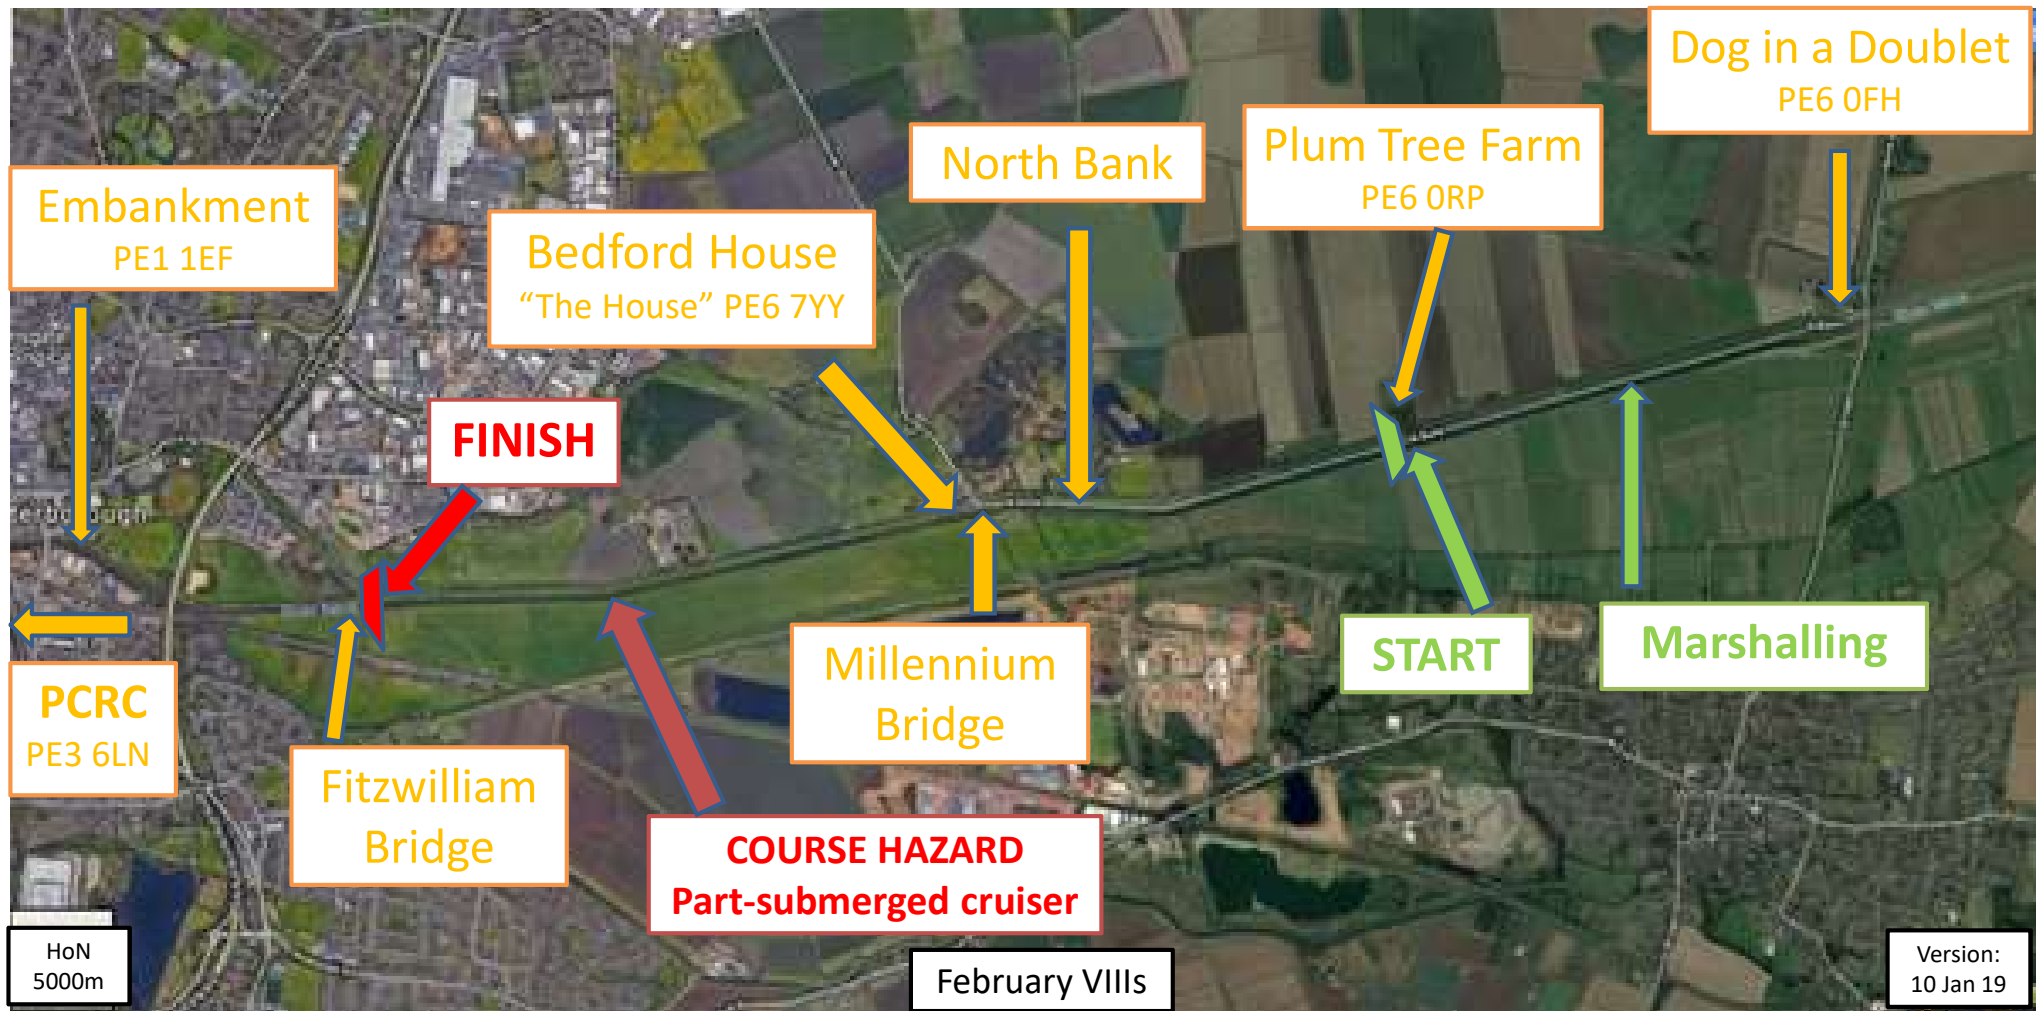 Dog in a Doublet
PE6 0FH
Plum Tree Farm
PE6 0RP
North Bank
Embankment
PE1 1EF
Bedford House
“The House” PE6 7YY
FINISH
START
Marshalling
Millennium
Bridge
PCRC
PE3 6LN
Fitzwilliam
Bridge
COURSE HAZARD
Part-submerged cruiser
HoN
5000m
February VIIIs
Version:
10 Jan 19